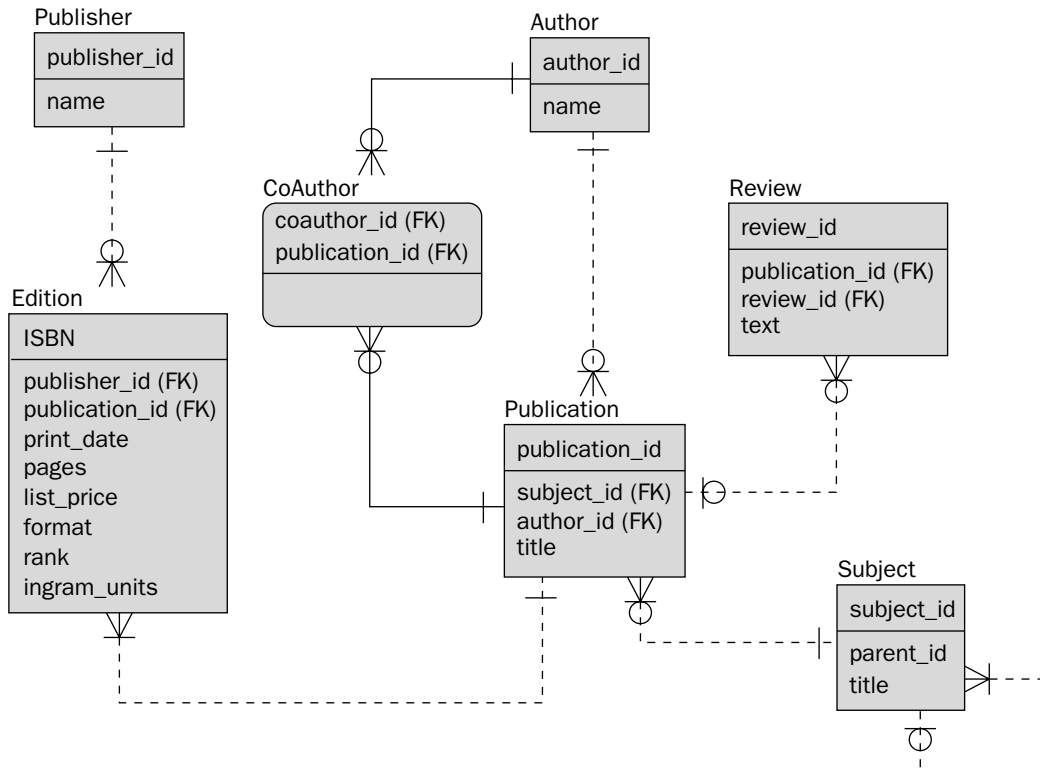 Publisher
publisher_id
name
Author
author_id
name
CoAuthor
coauthor_id (FK)
publication_id (FK)
Review
review_id
publication_id (FK)
review_id (FK)
text
Edition
ISBN
publisher_id (FK)
publication_id (FK)
print_date
pages
list_price
format
rank
ingram_units
Publication
publication_id
subject_id (FK)
author_id (FK)
title
Subject
subject_id
parent_id
title